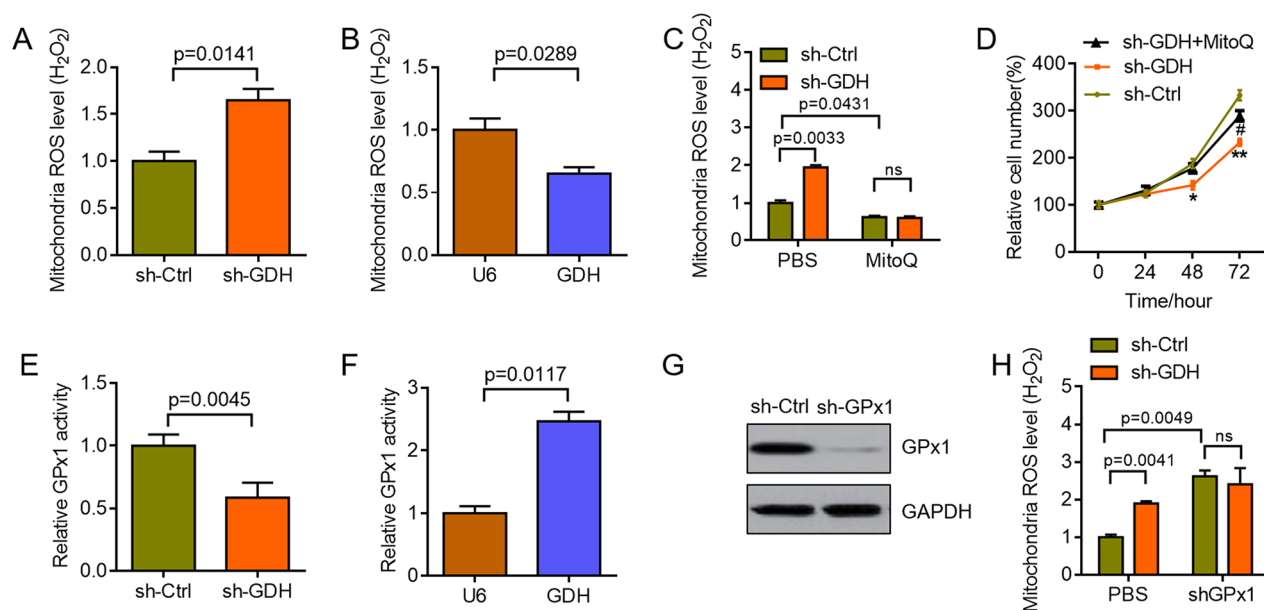 A
Mitochondria ROS level (H2O2)
2.0
1.5
1.0
0.5
0.0
p=0.0141
sh-Ctrl sh-GDH
B
Mitochondria ROS level (H2O2)
1.5
1.0
0.5
0.0
p=0.0289
U6 GDH
C
sh-Ctrl
sh-GDH
Mitochondria ROS level (H2O2)
5
4
3
2
1
0
p=0.0431
p=0.0033
ns
PBS MitoQ
D
sh-GDH+MitoQ
sh-GDH
sh-Ctrl
Relative cell number(%)
400
300
200
100
0
#
**
*
0 24 48 72
Time/hour
E
Relative GPx1 activity
1.5
1.0
0.5
0.0
p=0.0045
sh-Ctrl sh-GDH
F
Relative GPx1 activity
3
2
1
0
p=0.0117
U6 GDH
G
sh-Ctrl sh-GPx1
GPx1
GAPDH
H
sh-Ctrl
sh-GDH
Mitochondria ROS level (H2O2)
5
4
3
2
1
0
p=0.0049
ns
p=0.0041
PBS shGPx1